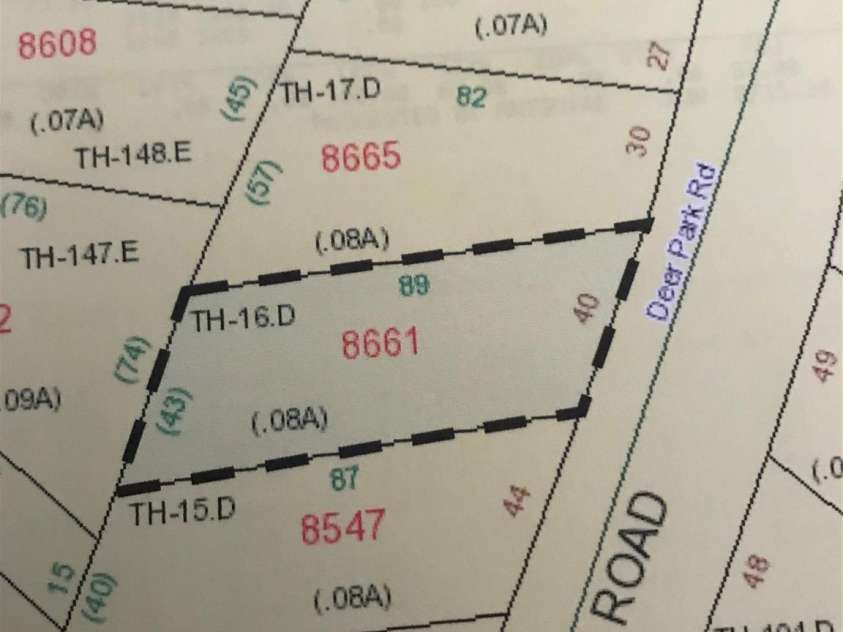 8608
(.07A)
27
(45)
TH-17.D
82
(.07A)
TH-148.E
8665
30
(57)
(76)
(.08A)
Deer Park Rd
TH-147.E
89
TH-16.D
2
8661
40
(74)
49
.09A)
(43)
(.08A)
87
TH-15.D
44
8547
ROAD
15
(40)
(.08A)
48
(.0